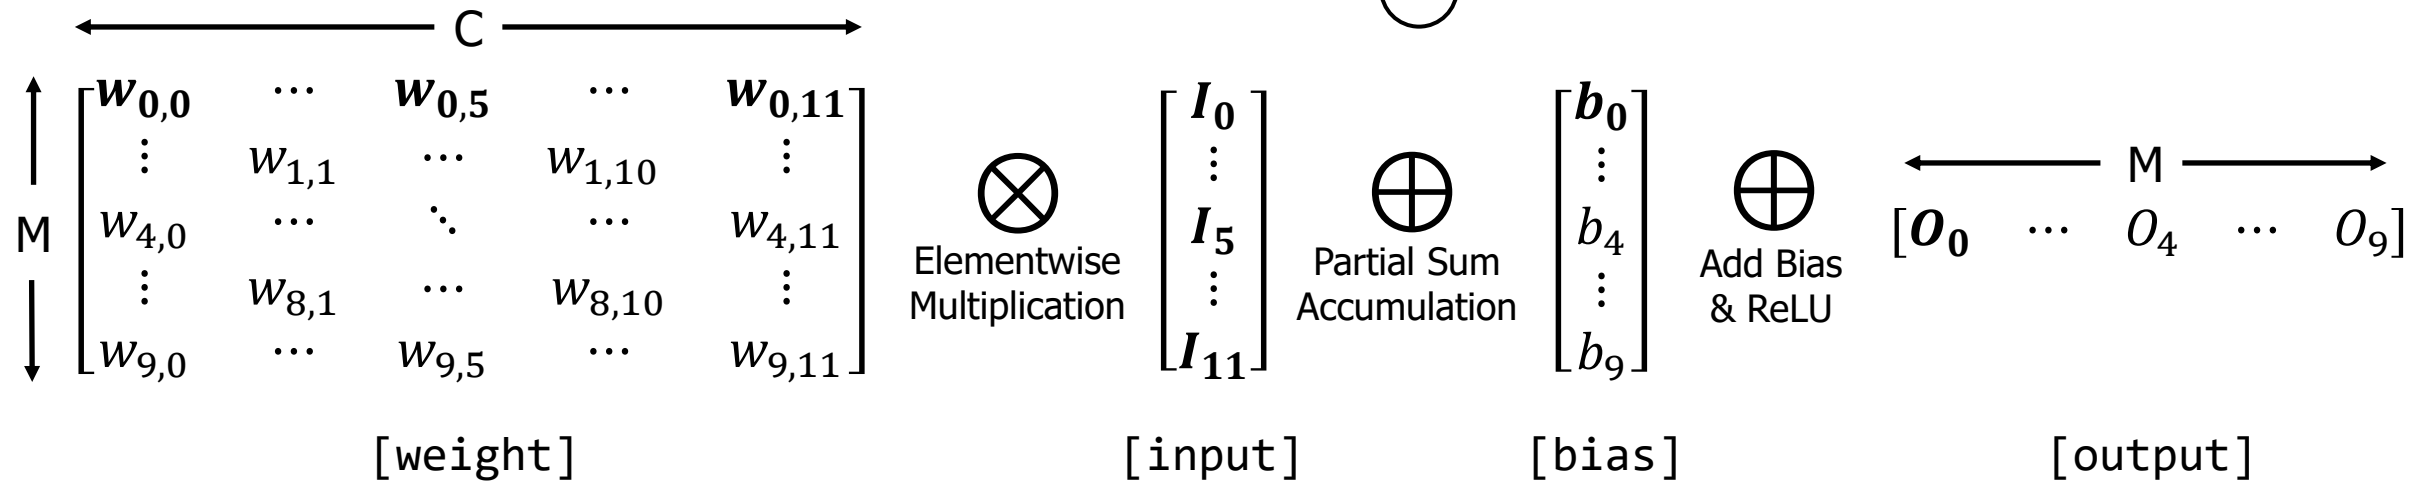 C
w₀,₀ ⋯ w₀,₅ ⋯ w₀,₁₁
⋮ w₁,₁ ⋯ w₁,₁₀ ⋮
M w₄,₀ ⋯ ⋱ ⋯ w₄,₁₁
⋮ w₈,₁ ⋯ w₈,₁₀ ⋮
w₉,₀ ⋯ w₉,₅ ⋯ w₉,₁₁
[weight]
⊗
Elementwise
Multiplication
I₀
⋮
I₅
⋮
I₁₁
[input]
⊕
Partial Sum
Accumulation
b₀
⋮
b₄
⋮
b₉
[bias]
⊕
Add Bias
& ReLU
M
[O₀ ⋯ O₄ ⋯ O₉]
[output]